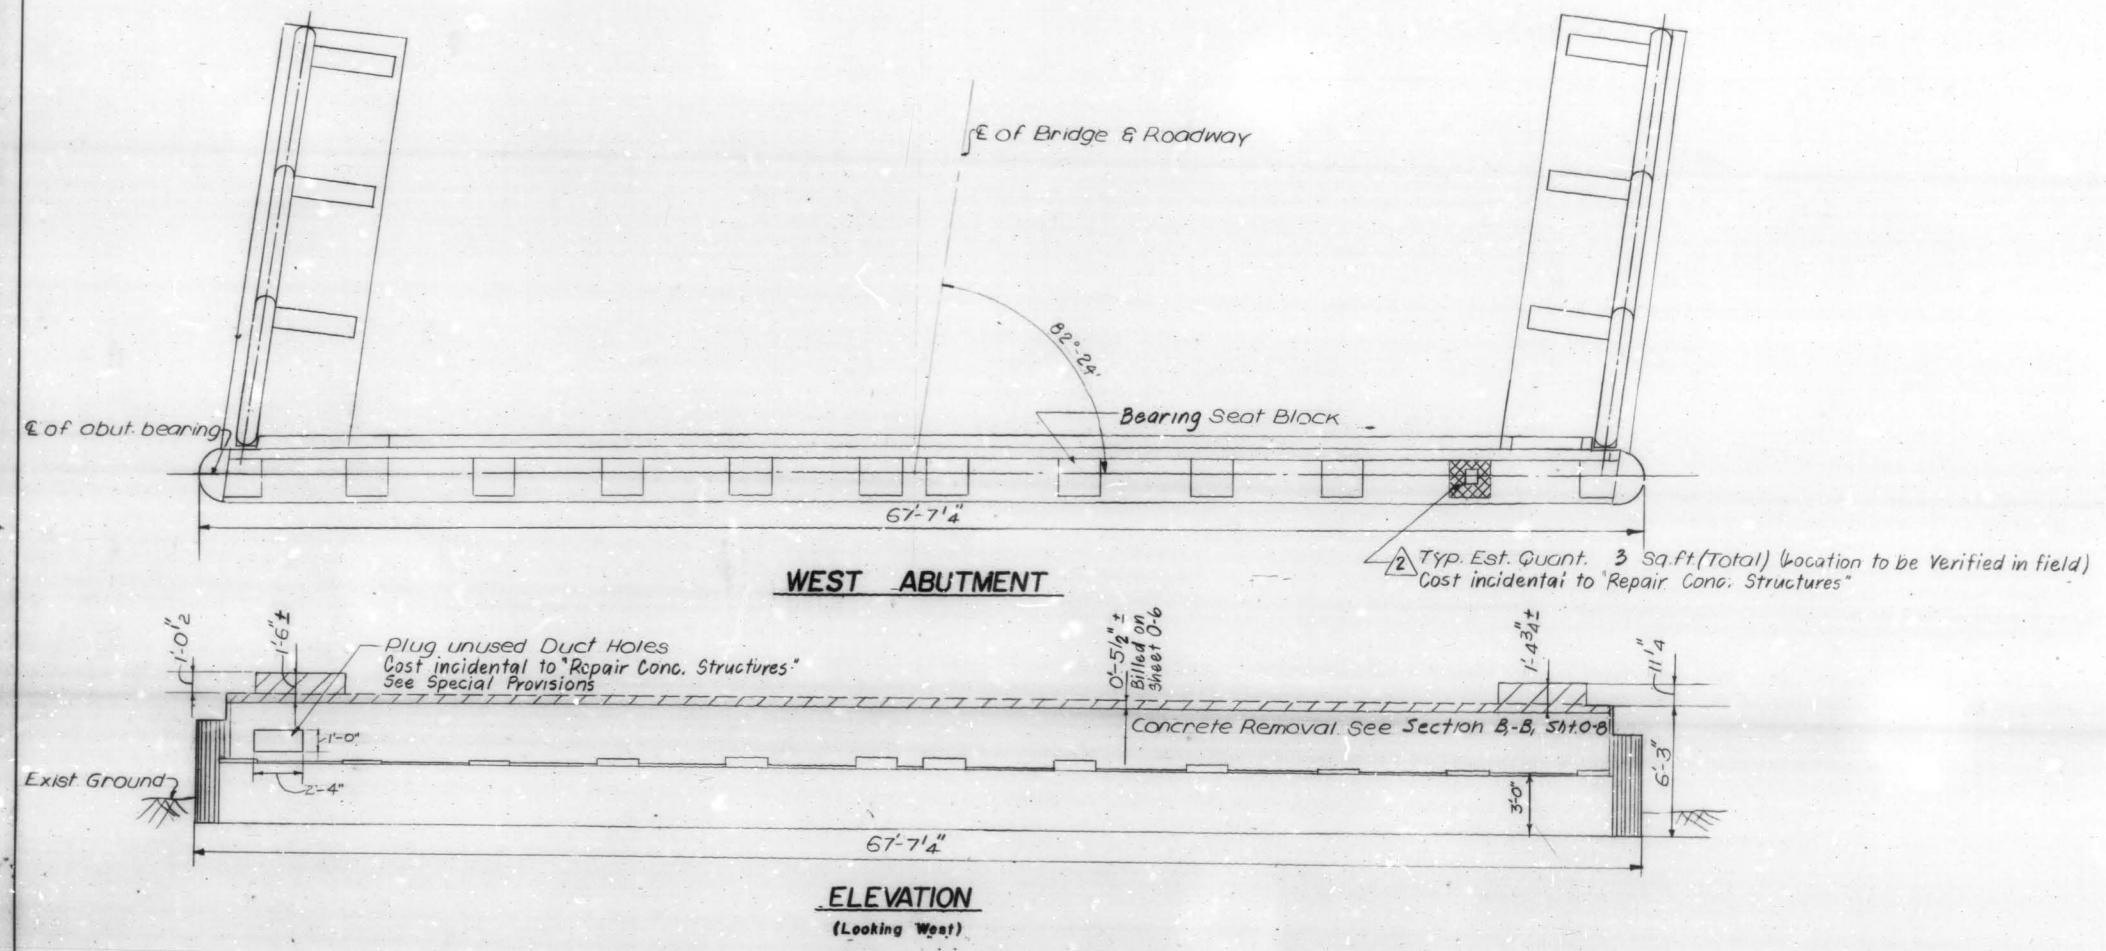 ℄ of Bridge & Roadway
82°-24'
℄ of abut. bearing
Bearing Seat Block
67'-7¼"
2 Typ. Est. Quant. 3 Sq.ft.(Total) (Location to be Verified in field)
Cost incidental to "Repair Conc. Structures"
WEST ABUTMENT
1'-0½"
1'-6"±
Plug unused Duct Holes
Cost incidental to "Repair Conc. Structures."
See Special Provisions
0'-5½"±
Billed on
Sheet 0-6
1'-4¾"±
11¼"
Concrete Removal See Section B-B, Sht. 0-8
1'-0"
2'-4"
Exist. Ground
3'-0"
6'-3"
67'-7¼"
ELEVATION
(Looking West)